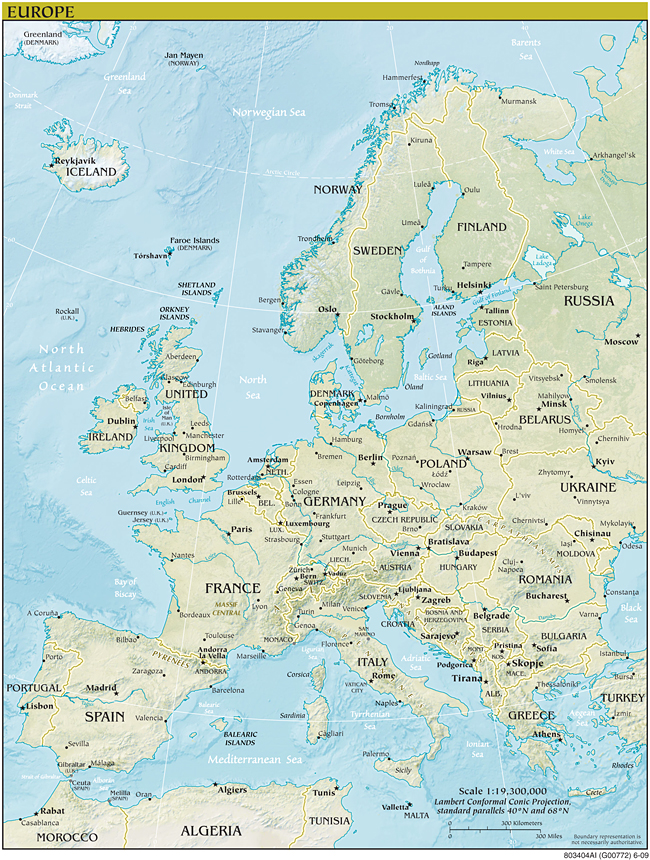 EUROPE
Greenland
(DENMARK)
Jan Mayen
(NORWAY)
Barents
Sea
Nordkapp
Hammerfest
Greenland
Sea
Denmark
Strait
Tromsø
Murmansk
Norwegian Sea
Kiruna
White Sea
Arkhangel'sk
Reykjavík
ICELAND
Arctic Circle
NORWAY
Luleå
Oulu
Umeå
FINLAND
Lake
Onega
Faroe Islands
(DENMARK)
Tórshavn
Trondheim
SWEDEN
Gulf
of
Bothnia
Lake
Ladoga
Tampere
SHETLAND
ISLANDS
Gävle
Turku
Helsinki
Saint Petersburg
Bergen
Gulf of Finland
RUSSIA
Rockall
(U.K.)
ORKNEY
ISLANDS
Oslo
Stockholm
ALAND
ISLANDS
Tallinn
ESTONIA
HEBRIDES
Stavanger
Moscow
North
Atlantic
Ocean
Skagerrak
Gotland
LATVIA
Riga
Aberdeen
Göteborg
North
Sea
Baltic Sea
Öland
LITHUANIA
Vitsyebsk
Smolensk
Glasgow
Edinburgh
UNITED
DENMARK
Copenhagen
Malmö
Vilnius
Mahilyow
Minsk
Belfast
Isle
of
Man
(U.K.)
Bornholm
Kaliningrad
RUSSIA
BELARUS
Dublin
IRELAND
Irish
Sea
Leeds
Liverpool
Manchester
Gdańsk
Hrodna
Homyel'
KINGDOM
Birmingham
Hamburg
Bremen
Chernihiv
Cardiff
Amsterdam
NETH.
Berlin
Poznań
Warsaw
Brest
Kyiv
Celtic
Sea
London
Rotterdam
POLAND
Łódź
Zhytomyr
English Channel
Brussels
BEL.
Lille
Essen
Cologne
Bonn
Leipzig
Wrocław
UKRAINE
GERMANY
Guernsey (U.K.)
Jersey (U.K.)
Frankfurt
Prague
Kraków
L'viv
Vinnytsya
LUX.
Luxembourg
CZECH REPUBLIC
Brno
Paris
Strasbourg
Stuttgart
SLOVAKIA
Chernivtsi
Mykolayiv
Nantes
Munich
Vienna
Bratislava
Iași
Chisinau
MOLDOVA
Odesa
Zürich
LIECH.
Vaduz
AUSTRIA
Budapest
HUNGARY
Cluj-
Napoca
Bay of
Biscay
FRANCE
Bern
SWITZ.
Geneva
ROMANIA
Ljubljana
SLOVENIA
Zagreb
Lyon
MASSIF
CENTRAL
Milan
Turin
Venice
CROATIA
Bucharest
Constanța
Bordeaux
Genoa
SAN
MARINO
BOSNIA AND
HERZEGOVINA
Belgrade
SERBIA
Black
Sea
A Coruña
Varna
Bilbao
Toulouse
MONACO
Marseille
Florence
Sarajevo
BULGARIA
Porto
PYRENEES
Andorra
la Vella
ANDORRA
Ligurian
Sea
MONT.
Pristina
KOS.
Sofia
Istanbul
ITALY
Adriatic
Sea
Podgorica
Skopje
MACE.
Bursa
Zaragoza
Corsica
VATICAN
CITY
Rome
Tirana
ALB.
Thessaloníki
PORTUGAL
Madrid
Barcelona
Naples
TURKEY
Lisbon
Balearic
Sea
Sardinia
Tyrrhenian
Sea
GREECE
Aegean
Sea
İzmir
SPAIN
Valencia
BALEARIC
ISLANDS
Cagliari
Ionian
Sea
Athens
Sevilla
Mediterranean Sea
Palermo
Sicily
Rhodes
Gibraltar
(U.K.)
Málaga
Strait of Gibraltar
Alboran
Sea
Ceuta
(SPAIN)
Melilla
(SPAIN)
Oran
Algiers
Tunis
Crete
Scale 1:19,300,000
Lambert Conformal Conic Projection,
standard parallels 40°N and 68°N
Valletta
MALTA
Rabat
Casablanca
TUNISIA
0 300 Kilometers
0 300 Miles
MOROCCO
ALGERIA
Boundary representation is
not necessarily authoritative.
803404AI (G00772) 6-09